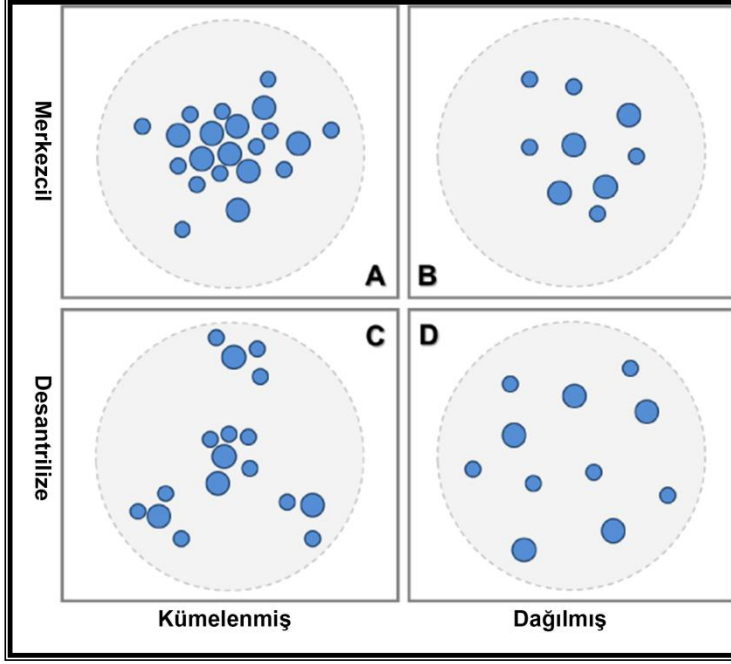 Merkezcil
A
B
C
D
Desantrilize
Kümelenmiş
Dağılmış